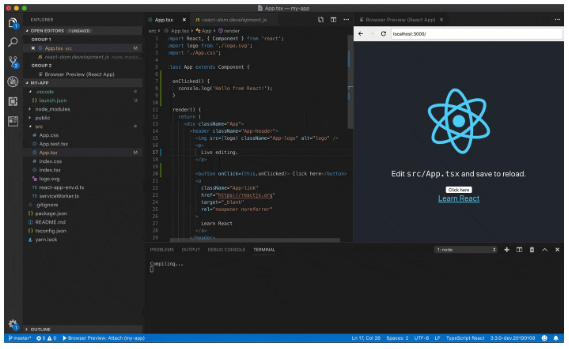 App.tsx — my-app
EXPLORER
OPEN EDITORS 1 UNSAVED
GROUP 1
App.tsx src M
react-dom.development.js
GROUP 2
Browser Preview (React App)
MY-APP
.vscode
launch.json
node_modules
public
src
App.css
App.test.tsx
App.tsx M
index.css
index.tsx
logo.svg
react-app-env.d.ts
serviceWorker.ts
.gitignore
package.json
README.md
tsconfig.json
yarn.lock
OUTLINE
App.tsx
react-dom.development.js
src App.tsx App render
import React, { Component } from 'react';
import logo from './logo.svg';
import './App.css';
class App extends Component {
onClicked() {
console.log('Hello from React!');
}
render() {
return (
<div className="App">
<header className="App-header">
<img src={logo} className="App-logo" alt="logo" />
<p>
Live editing.
</p>
<button onClick={this.onClicked}> Click here</button>
<a
className="App-link"
href="https://reactjs.org"
target="_blank"
rel="noopener noreferrer"
>
Learn React
</a>
</header>
PROBLEMS OUTPUT DEBUG CONSOLE TERMINAL
1: node
Compiling...
Browser Preview (React App)
localhost:3000/
Edit src/App.tsx and save to reload.
Click here
Learn React
master* 0 0 Browser Preview: Attach (my-app)
Ln 17, Col 20 Spaces: 2 UTF-8 LF TypeScript React